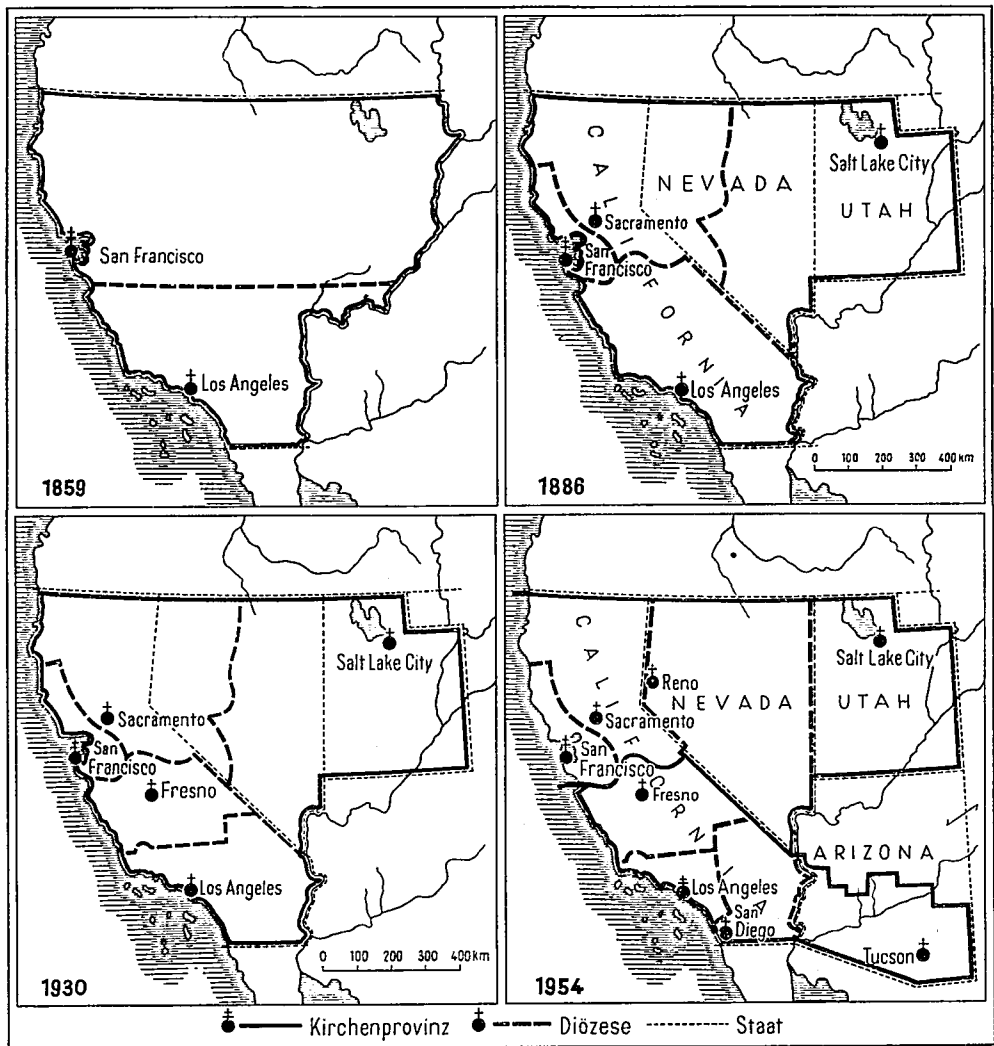 San Francisco
Los Angeles
1859
CALIFORNIA
NEVADA
Salt Lake City
UTAH
Sacramento
San
Francisco
Los Angeles
0 100 200 300 400 km
1886
Salt Lake City
Sacramento
San
Francisco
Fresno
Los Angeles
0 100 200 300 400 km
1930
CALIFORNIA
Reno
NEVADA
Salt Lake City
UTAH
Sacramento
San
Francisco
Fresno
ARIZONA
Los Angeles
San
Diego
Tucson
1954
Kirchenprovinz Diözese Staat